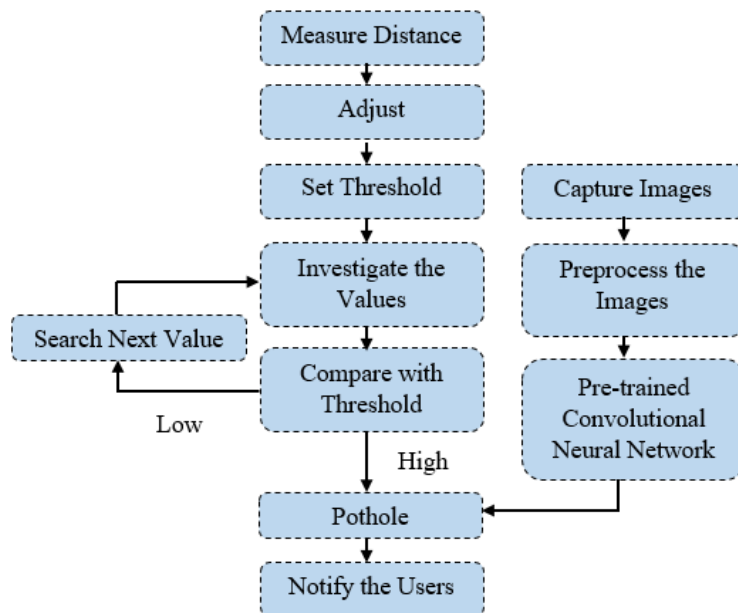 Measure Distance
Adjust
Set Threshold
Capture Images
Investigate the
Values
Preprocess the
Images
Search Next Value
Compare with
Threshold
Pre-trained
Convolutional
Neural Network
Low
High
Pothole
Notify the Users